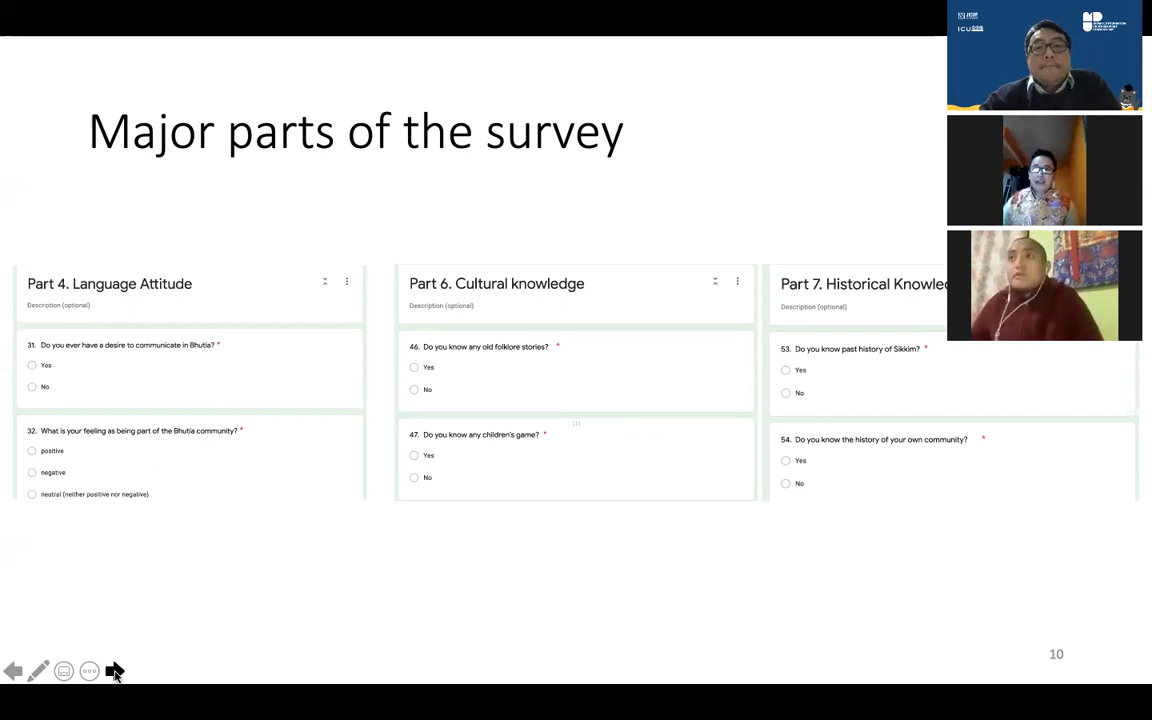 Major parts of the survey
Part 4. Language Attitude
Description (optional)
31. Do you ever have a desire to communicate in Bhutia? *
Yes
No
32. What is your feeling as being part of the Bhutia community? *
positive
negative
neutral (neither positive nor negative)
Part 6. Cultural knowledge
Description (optional)
46. Do you know any old folklore stories? *
Yes
No
47. Do you know any children's game? *
Yes
No
Part 7. Historical Knowled
Description (optional)
53. Do you know past history of Sikkim? *
Yes
No
54. Do you know the history of your own community? *
Yes
No
10